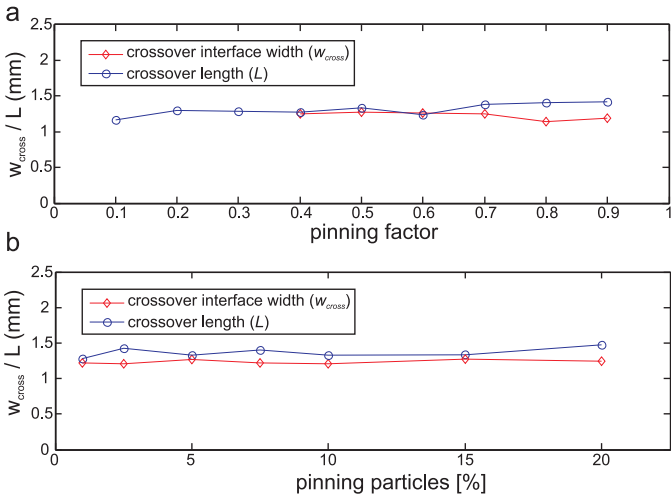 a
2.5
2
1.5
1
0.5
0
w_cross / L (mm)
crossover interface width (w_cross)
crossover length (L)
0 0.1 0.2 0.3 0.4 0.5 0.6 0.7 0.8 0.9 1
pinning factor
b
2.5
2
1.5
1
0.5
0
w_cross / L (mm)
crossover interface width (w_cross)
crossover length (L)
0 5 10 15 20
pinning particles [%]